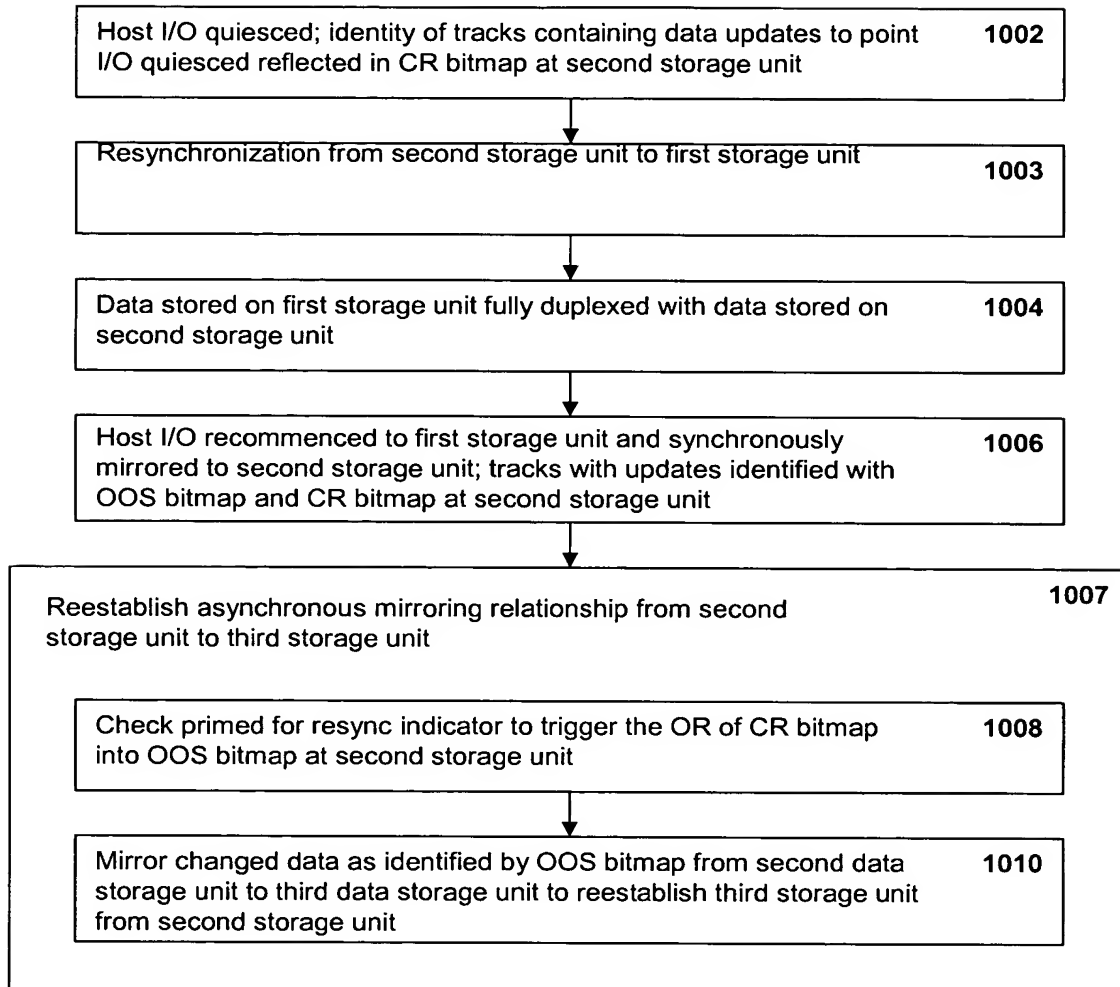 Host I/O quiesced; identity of tracks containing data updates to point 1002
I/O quiesced reflected in CR bitmap at second storage unit
Resynchronization from second storage unit to first storage unit 1003
Data stored on first storage unit fully duplexed with data stored on 1004
second storage unit
Host I/O recommenced to first storage unit and synchronously 1006
mirrored to second storage unit; tracks with updates identified with
OOS bitmap and CR bitmap at second storage unit
Reestablish asynchronous mirroring relationship from second 1007
storage unit to third storage unit
Check primed for resync indicator to trigger the OR of CR bitmap 1008
into OOS bitmap at second storage unit
Mirror changed data as identified by OOS bitmap from second data 1010
storage unit to third data storage unit to reestablish third storage unit
from second storage unit